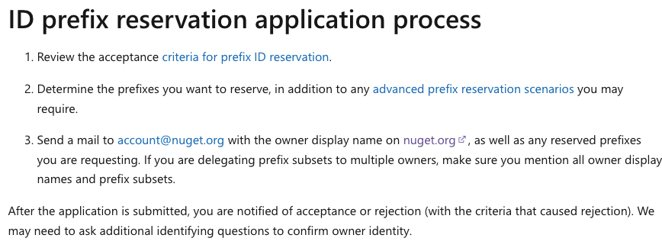 ID prefix reservation application process
1. Review the acceptance criteria for prefix ID reservation.
2. Determine the prefixes you want to reserve, in addition to any advanced prefix reservation scenarios you may
require.
3. Send a mail to account@nuget.org with the owner display name on nuget.org , as well as any reserved prefixes
you are requesting. If you are delegating prefix subsets to multiple owners, make sure you mention all owner display
names and prefix subsets.
After the application is submitted, you are notified of acceptance or rejection (with the criteria that caused rejection). We
may need to ask additional identifying questions to confirm owner identity.